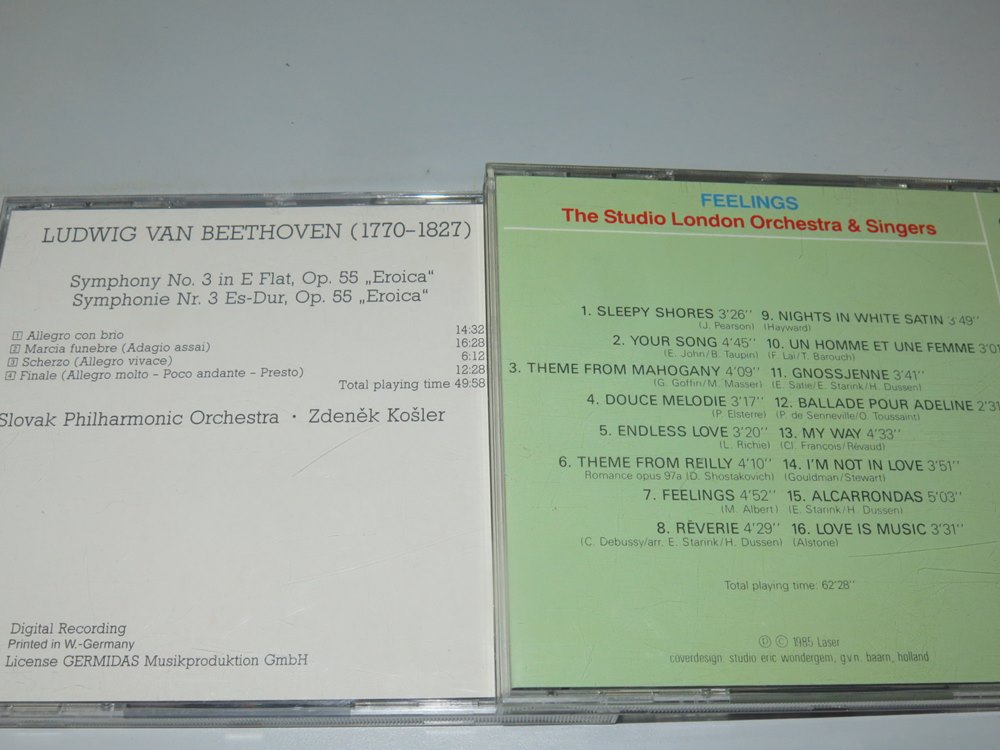 LUDWIG VAN BEETHOVEN (1770–1827)
Symphony No. 3 in E Flat, Op. 55 „Eroica“
Symphonie Nr. 3 Es-Dur, Op. 55 „Eroica“
1 Allegro con brio 14:32
2 Marcia funebre (Adagio assai) 16:28
3 Scherzo (Allegro vivace) 6:12
4 Finale (Allegro molto – Poco andante – Presto) 12:28
Total playing time 49:58
Slovak Philharmonic Orchestra · Zdeněk Košler
Digital Recording
Printed in W.-Germany
License GERMIDAS Musikproduktion GmbH
FEELINGS
The Studio London Orchestra & Singers
1. SLEEPY SHORES 3'26''
(J. Pearson)
2. YOUR SONG 4'45''
(E. John/B. Taupin)
3. THEME FROM MAHOGANY 4'09''
(G. Goffin/M. Masser)
4. DOUCE MELODIE 3'17''
(P. Elsterre)
5. ENDLESS LOVE 3'20''
(L. Richie)
6. THEME FROM REILLY 4'10''
Romance opus 97a (D. Shostakovich)
7. FEELINGS 4'52''
(M. Albert)
8. RÊVERIE 4'29''
(C. Debussy/arr. E. Starink/H. Dussen)
9. NIGHTS IN WHITE SATIN 3'49''
(Hayward)
10. UN HOMME ET UNE FEMME 3'01
(F. Lai/T. Barouch)
11. GNOSSJENNE 3'41''
(E. Satie/E. Starink/H. Dussen)
12. BALLADE POUR ADELINE 2'31
(P. de Senneville/O. Toussaint)
13. MY WAY 4'33''
(Cl. François/Révaud)
14. I'M NOT IN LOVE 3'51''
(Gouldman/Stewart)
15. ALCARRONDAS 5'03''
(E. Starink/H. Dussen)
16. LOVE IS MUSIC 3'31''
(Alstone)
Total playing time: 62'28''
℗ © 1985 Laser
coverdesign: studio eric wondergem, g.v.n. baarn, holland